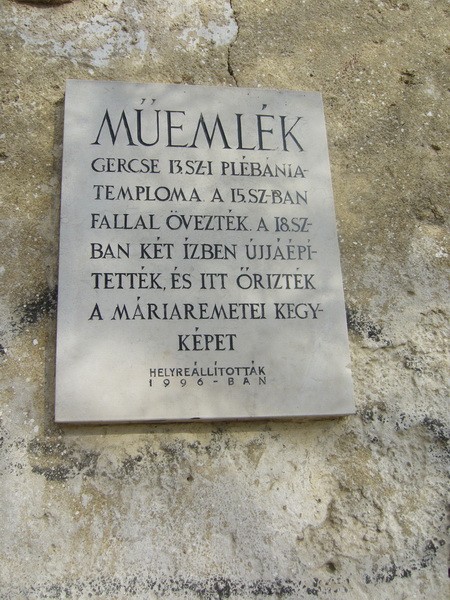 MŰEMLÉK
GERCSE 13.SZ-I PLÉBÁNIA-
TEMPLOMA. A 15.SZ-BAN
FALLAL ÖVEZTÉK. A 18.SZ-
BAN KÉT ÍZBEN ÚJJÁÉPÍ-
TETTÉK, ÉS ITT ŐRIZTÉK
A MÁRIAREMETEI KEGY-
KÉPET
HELYREÁLLÍTOTTÁK
1996-BAN